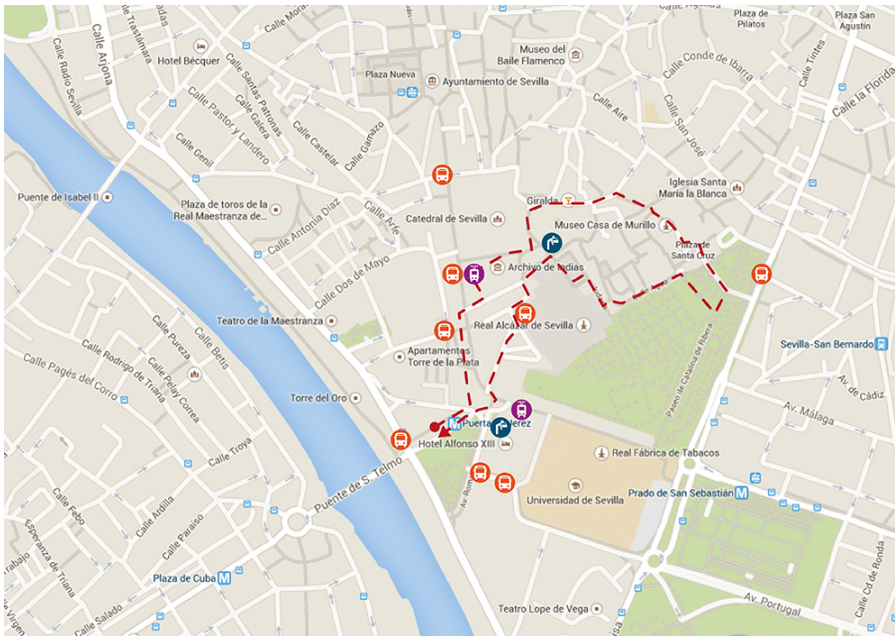 Calle Arjona
Calle Trastámara
Calle Radio Sevilla
Hotel Bécquer
Calle Santas Patronas
Calle Galera
Calle Pastor y Landero
Calle Genil
Calle Castelar
Calle Gamazo
Plaza Nueva
Ayuntamiento de Sevilla
Museo del
Baile Flamenco
Calle Aire
Calle Conde de Ibarra
Calle San José
Plaza de
Pilatos
Plaza San
Agustín
Calle Tintes
Calle la Florida
Iglesia Santa
María la Blanca
Puente de Isabel II
Plaza de toros de la
Real Maestranza de...
Calle Antonia Díaz
Calle Arfe
Catedral de Sevilla
Giralda
Museo Casa de Murillo
Plaza de
Santa Cruz
Archivo de Indias
Calle Dos de Mayo
Teatro de la Maestranza
Real Alcázar de Sevilla
Apartamentos
Torre de la Plata
Paseo de Catalina de Ribera
Sevilla-San Bernardo
Av. de Cádiz
Av. Málaga
Calle Betis
Calle Pureza
Calle Rodrigo de Triana
Calle Pelay Correa
Calle Pagés del Corro
Torre del Oro
Hotel Alfonso XIII
Real Fábrica de Tabacos
Universidad de Sevilla
Prado de San Sebastián
Puente de S. Telmo
Calle Troya
Calle Febo
Calle Ardilla
Calle Paraíso
Esperanza de Triana
Plaza de Cuba
Calle Salado
Teatro Lope de Vega
Av. Portugal
Calle Cd de Ronda